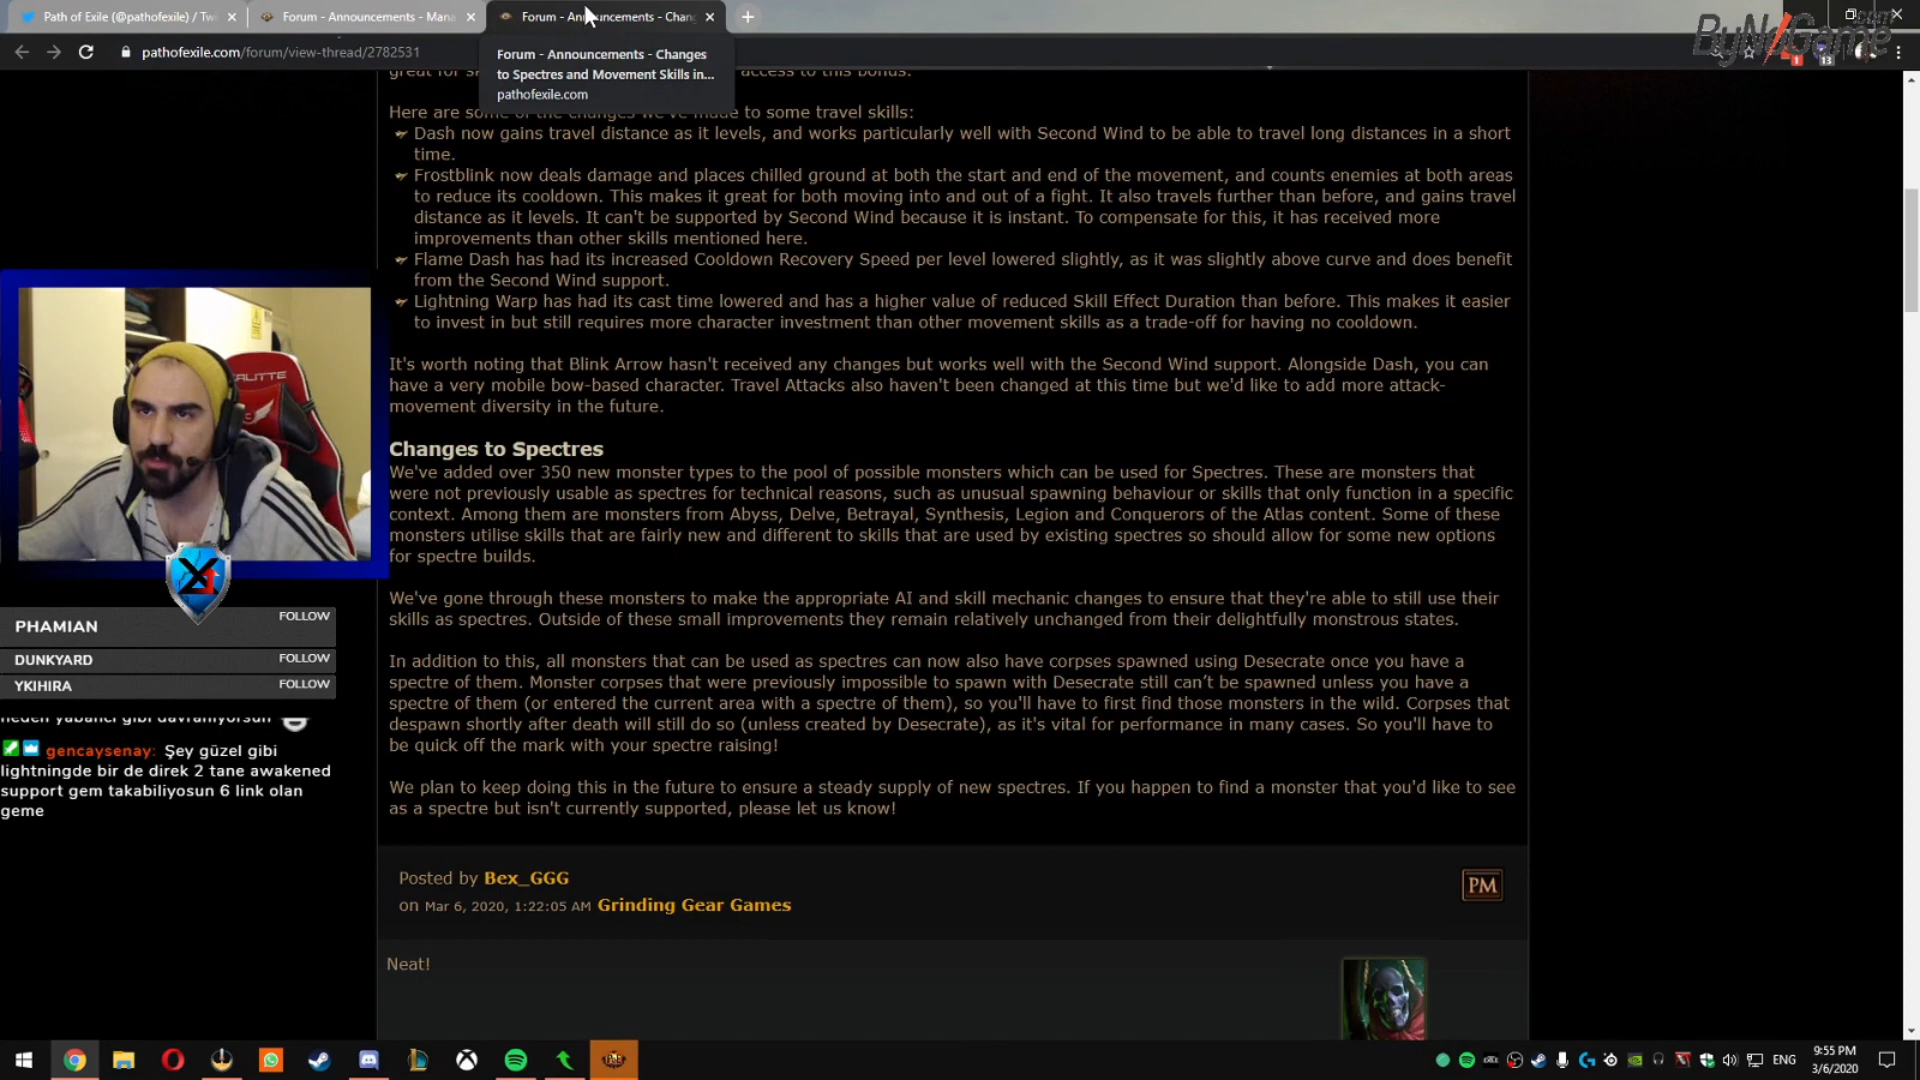 Path of Exile (@pathofexile) / Twi
Forum - Announcements - Mana
Forum - Announcements - Chan
ByNoGame.com
pathofexile.com/forum/view-thread/2782531
1
13
Forum - Announcements - Changes
to Spectres and Movement Skills in...
pathofexile.com
access to this bonus.
Here are some of the changes we've made to some travel skills:
Dash now gains travel distance as it levels, and works particularly well with Second Wind to be able to travel long distances in a short
time.
Frostblink now deals damage and places chilled ground at both the start and end of the movement, and counts enemies at both areas
to reduce its cooldown. This makes it great for both moving into and out of a fight. It also travels further than before, and gains travel
distance as it levels. It can't be supported by Second Wind because it is instant. To compensate for this, it has received more
improvements than other skills mentioned here.
Flame Dash has had its increased Cooldown Recovery Speed per level lowered slightly, as it was slightly above curve and does benefit
from the Second Wind support.
Lightning Warp has had its cast time lowered and has a higher value of reduced Skill Effect Duration than before. This makes it easier
to invest in but still requires more character investment than other movement skills as a trade-off for having no cooldown.
It's worth noting that Blink Arrow hasn't received any changes but works well with the Second Wind support. Alongside Dash, you can
have a very mobile bow-based character. Travel Attacks also haven't been changed at this time but we'd like to add more attack-
movement diversity in the future.
Changes to Spectres
We've added over 350 new monster types to the pool of possible monsters which can be used for Spectres. These are monsters that
were not previously usable as spectres for technical reasons, such as unusual spawning behaviour or skills that only function in a specific
context. Among them are monsters from Abyss, Delve, Betrayal, Synthesis, Legion and Conquerors of the Atlas content. Some of these
monsters utilise skills that are fairly new and different to skills that are used by existing spectres so should allow for some new options
for spectre builds.
We've gone through these monsters to make the appropriate AI and skill mechanic changes to ensure that they're able to still use their
skills as spectres. Outside of these small improvements they remain relatively unchanged from their delightfully monstrous states.
In addition to this, all monsters that can be used as spectres can now also have corpses spawned using Desecrate once you have a
spectre of them. Monster corpses that were previously impossible to spawn with Desecrate still can't be spawned unless you have a
spectre of them (or entered the current area with a spectre of them), so you'll have to first find those monsters in the wild. Corpses that
despawn shortly after death will still do so (unless created by Desecrate), as it's vital for performance in many cases. So you'll have to
be quick off the mark with your spectre raising!
We plan to keep doing this in the future to ensure a steady supply of new spectres. If you happen to find a monster that you'd like to see
as a spectre but isn't currently supported, please let us know!
Posted by Bex_GGG
on Mar 6, 2020, 1:22:05 AM Grinding Gear Games
PM
Neat!
PHAMIAN FOLLOW
DUNKYARD FOLLOW
YKIHIRA FOLLOW
neden yabancı gibi davranıyorsun
gencaysenay: Şey güzel gibi
lightningde bir de direk 2 tane awakened
support gem takabiliyosun 6 link olan
geme
ENG
9:55 PM
3/6/2020